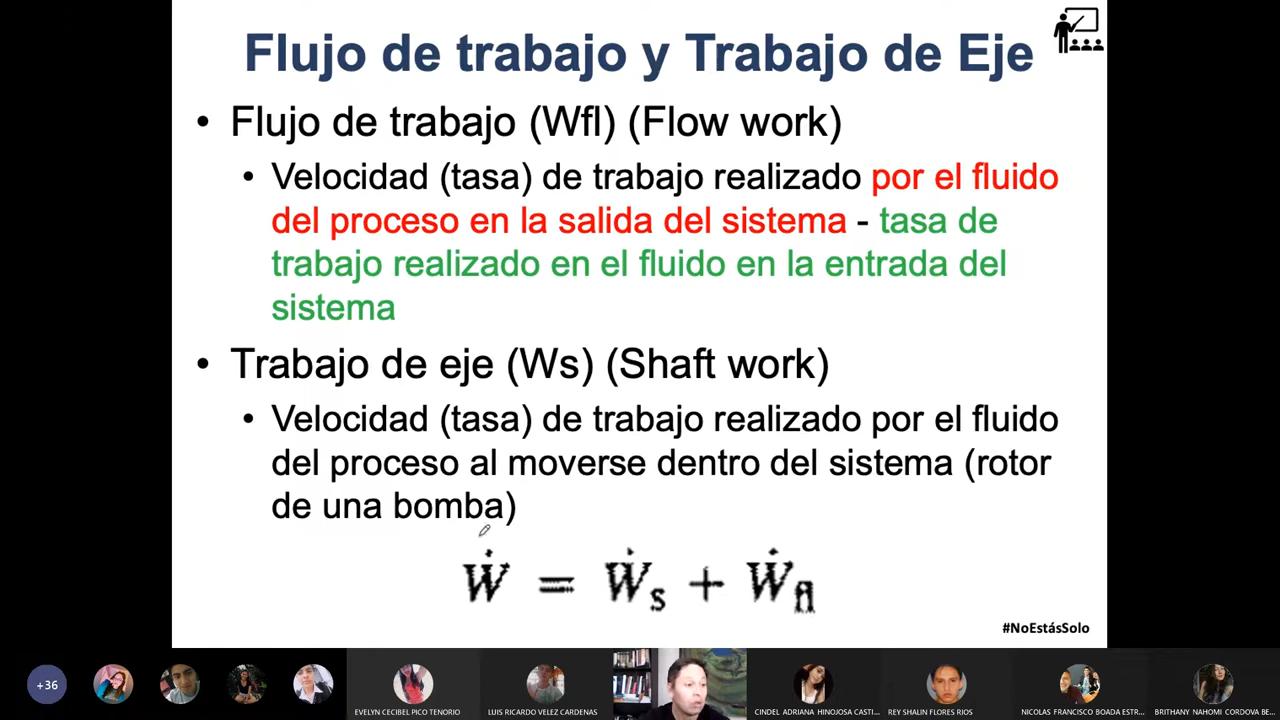 Flujo de trabajo y Trabajo de Eje
• Flujo de trabajo (Wfl) (Flow work)
• Velocidad (tasa) de trabajo realizado por el fluido
del proceso en la salida del sistema - tasa de
trabajo realizado en el fluido en la entrada del
sistema
• Trabajo de eje (Ws) (Shaft work)
• Velocidad (tasa) de trabajo realizado por el fluido
del proceso al moverse dentro del sistema (rotor
de una bomba)
Ẇ = Ẇs + Ẇfl
#NoEstásSolo
+36
EVELYN CECIBEL PICO TENORIO
LUIS RICARDO VELEZ CARDENAS
CINDEL ADRIANA HINOJOSA CASTI...
REY SHALIN FLORES RIOS
NICOLAS FRANCISCO BOADA ESTR...
BRITHANY NAHOMI CORDOVA BE...